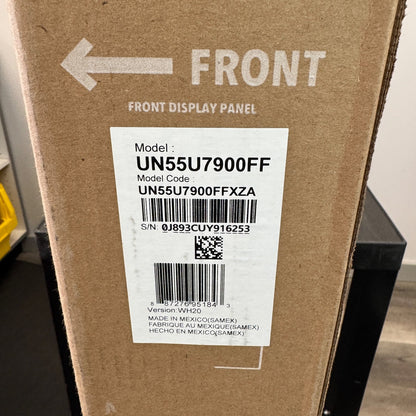 FRONT
FRONT DISPLAY PANEL
Model :
UN55U7900FF
Model Code :
UN55U7900FFXZA
S/N: 0J893CUY916253
8 87276 95184 3
Version:WH20
MADE IN MEXICO(SAMEX)
FABRIQUE AU MEXIQUE(SAMEX)
HECHO EN MEXICO(SAMEX)